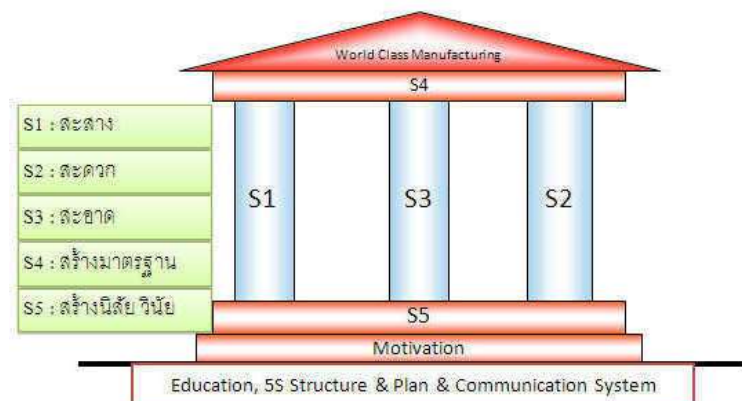 World Class Manufacturing
S4
S1 : สะสาง
S2 : สะดวก
S3 : สะอาด
S4 : สร้างมาตรฐาน
S5 : สร้างนิสัย วินัย
S1
S3
S2
S5
Motivation
Education, 5S Structure & Plan & Communication System